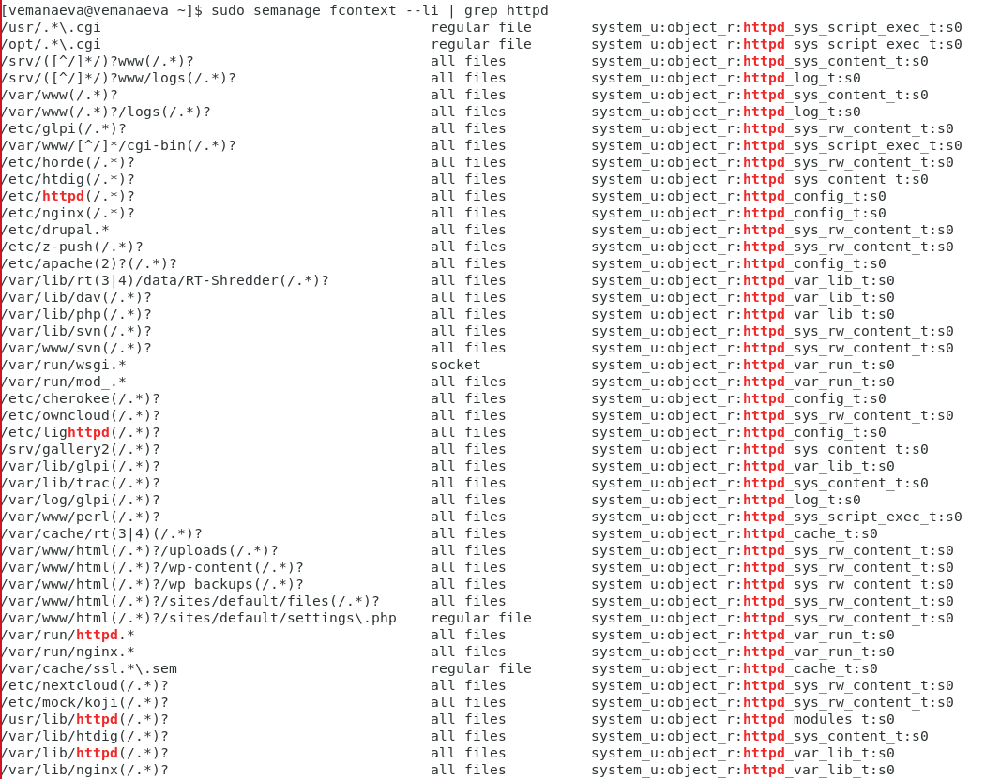 [vemanaeva@vemanaeva ~]$ sudo semanage fcontext --li | grep httpd
/usr/.*\.cgi regular file system_u:object_r:httpd_sys_script_exec_t:s0
/opt/.*\.cgi regular file system_u:object_r:httpd_sys_script_exec_t:s0
/srv/([^/]*/)?www(/.*)? all files system_u:object_r:httpd_sys_content_t:s0
/srv/([^/]*/)?www/logs(/.*)? all files system_u:object_r:httpd_log_t:s0
/var/www(/.*)? all files system_u:object_r:httpd_sys_content_t:s0
/var/www(/.*)?/logs(/.*)? all files system_u:object_r:httpd_log_t:s0
/etc/glpi(/.*)? all files system_u:object_r:httpd_sys_rw_content_t:s0
/var/www/[^/]*/cgi-bin(/.*)? all files system_u:object_r:httpd_sys_script_exec_t:s0
/etc/horde(/.*)? all files system_u:object_r:httpd_sys_rw_content_t:s0
/etc/htdig(/.*)? all files system_u:object_r:httpd_sys_content_t:s0
/etc/httpd(/.*)? all files system_u:object_r:httpd_config_t:s0
/etc/nginx(/.*)? all files system_u:object_r:httpd_config_t:s0
/etc/drupal.* all files system_u:object_r:httpd_sys_rw_content_t:s0
/etc/z-push(/.*)? all files system_u:object_r:httpd_sys_rw_content_t:s0
/etc/apache(2)?(/.*)? all files system_u:object_r:httpd_config_t:s0
/var/lib/rt(3|4)/data/RT-Shredder(/.*)? all files system_u:object_r:httpd_var_lib_t:s0
/var/lib/dav(/.*)? all files system_u:object_r:httpd_var_lib_t:s0
/var/lib/php(/.*)? all files system_u:object_r:httpd_var_lib_t:s0
/var/lib/svn(/.*)? all files system_u:object_r:httpd_sys_rw_content_t:s0
/var/www/svn(/.*)? all files system_u:object_r:httpd_sys_rw_content_t:s0
/var/run/wsgi.* socket system_u:object_r:httpd_var_run_t:s0
/var/run/mod_.* all files system_u:object_r:httpd_var_run_t:s0
/etc/cherokee(/.*)? all files system_u:object_r:httpd_config_t:s0
/etc/owncloud(/.*)? all files system_u:object_r:httpd_sys_rw_content_t:s0
/etc/lighttpd(/.*)? all files system_u:object_r:httpd_config_t:s0
/srv/gallery2(/.*)? all files system_u:object_r:httpd_sys_content_t:s0
/var/lib/glpi(/.*)? all files system_u:object_r:httpd_var_lib_t:s0
/var/lib/trac(/.*)? all files system_u:object_r:httpd_sys_content_t:s0
/var/log/glpi(/.*)? all files system_u:object_r:httpd_log_t:s0
/var/www/perl(/.*)? all files system_u:object_r:httpd_sys_script_exec_t:s0
/var/cache/rt(3|4)(/.*)? all files system_u:object_r:httpd_cache_t:s0
/var/www/html(/.*)?/uploads(/.*)? all files system_u:object_r:httpd_sys_rw_content_t:s0
/var/www/html(/.*)?/wp-content(/.*)? all files system_u:object_r:httpd_sys_rw_content_t:s0
/var/www/html(/.*)?/wp_backups(/.*)? all files system_u:object_r:httpd_sys_rw_content_t:s0
/var/www/html(/.*)?/sites/default/files(/.*)? all files system_u:object_r:httpd_sys_rw_content_t:s0
/var/www/html(/.*)?/sites/default/settings\.php regular file system_u:object_r:httpd_sys_rw_content_t:s0
/var/run/httpd.* all files system_u:object_r:httpd_var_run_t:s0
/var/run/nginx.* all files system_u:object_r:httpd_var_run_t:s0
/var/cache/ssl.*\.sem regular file system_u:object_r:httpd_cache_t:s0
/etc/nextcloud(/.*)? all files system_u:object_r:httpd_sys_rw_content_t:s0
/etc/mock/koji(/.*)? all files system_u:object_r:httpd_sys_rw_content_t:s0
/usr/lib/httpd(/.*)? all files system_u:object_r:httpd_modules_t:s0
/var/lib/htdig(/.*)? all files system_u:object_r:httpd_sys_content_t:s0
/var/lib/httpd(/.*)? all files system_u:object_r:httpd_var_lib_t:s0
/var/lib/nginx(/.*)? all files system_u:object_r:httpd_var_lib_t:s0